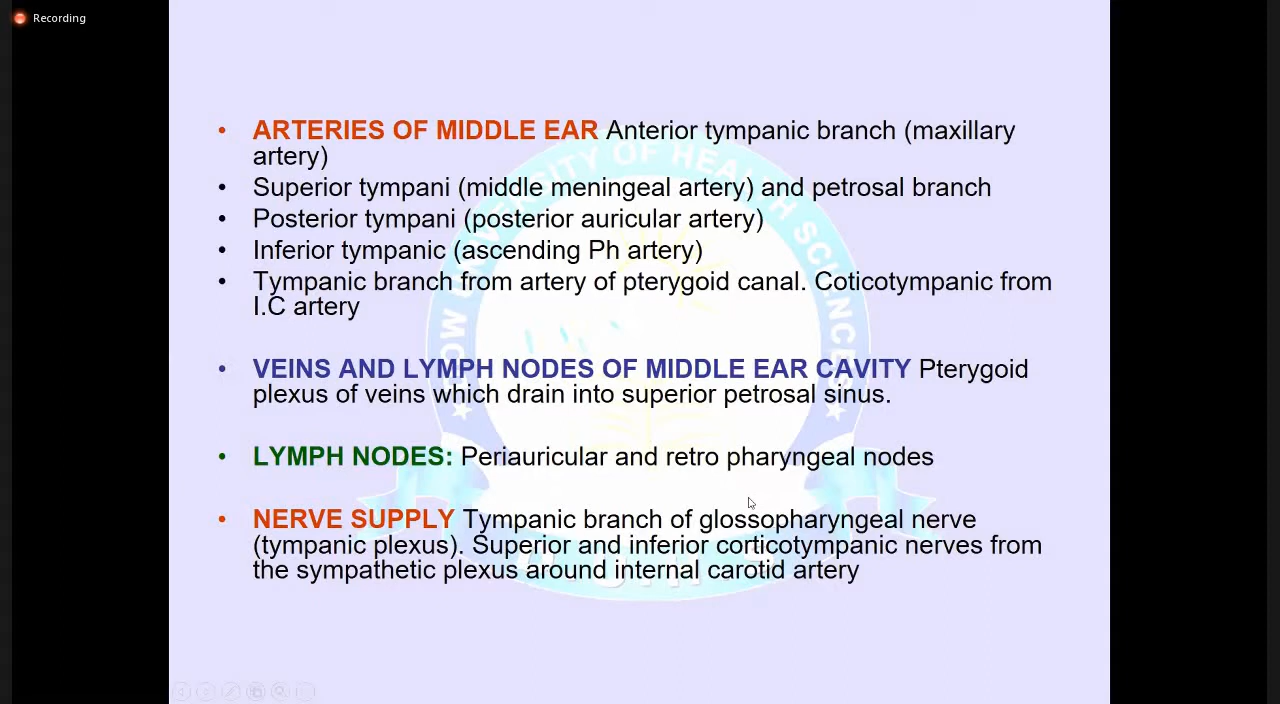 Recording
• ARTERIES OF MIDDLE EAR Anterior tympanic branch (maxillary
artery)
• Superior tympani (middle meningeal artery) and petrosal branch
• Posterior tympani (posterior auricular artery)
• Inferior tympanic (ascending Ph artery)
• Tympanic branch from artery of pterygoid canal. Coticotympanic from
I.C artery
• VEINS AND LYMPH NODES OF MIDDLE EAR CAVITY Pterygoid
plexus of veins which drain into superior petrosal sinus.
• LYMPH NODES: Periauricular and retro pharyngeal nodes
• NERVE SUPPLY Tympanic branch of glossopharyngeal nerve
(tympanic plexus). Superior and inferior corticotympanic nerves from
the sympathetic plexus around internal carotid artery
UNIVERSITY OF HEALTH SCIENCES